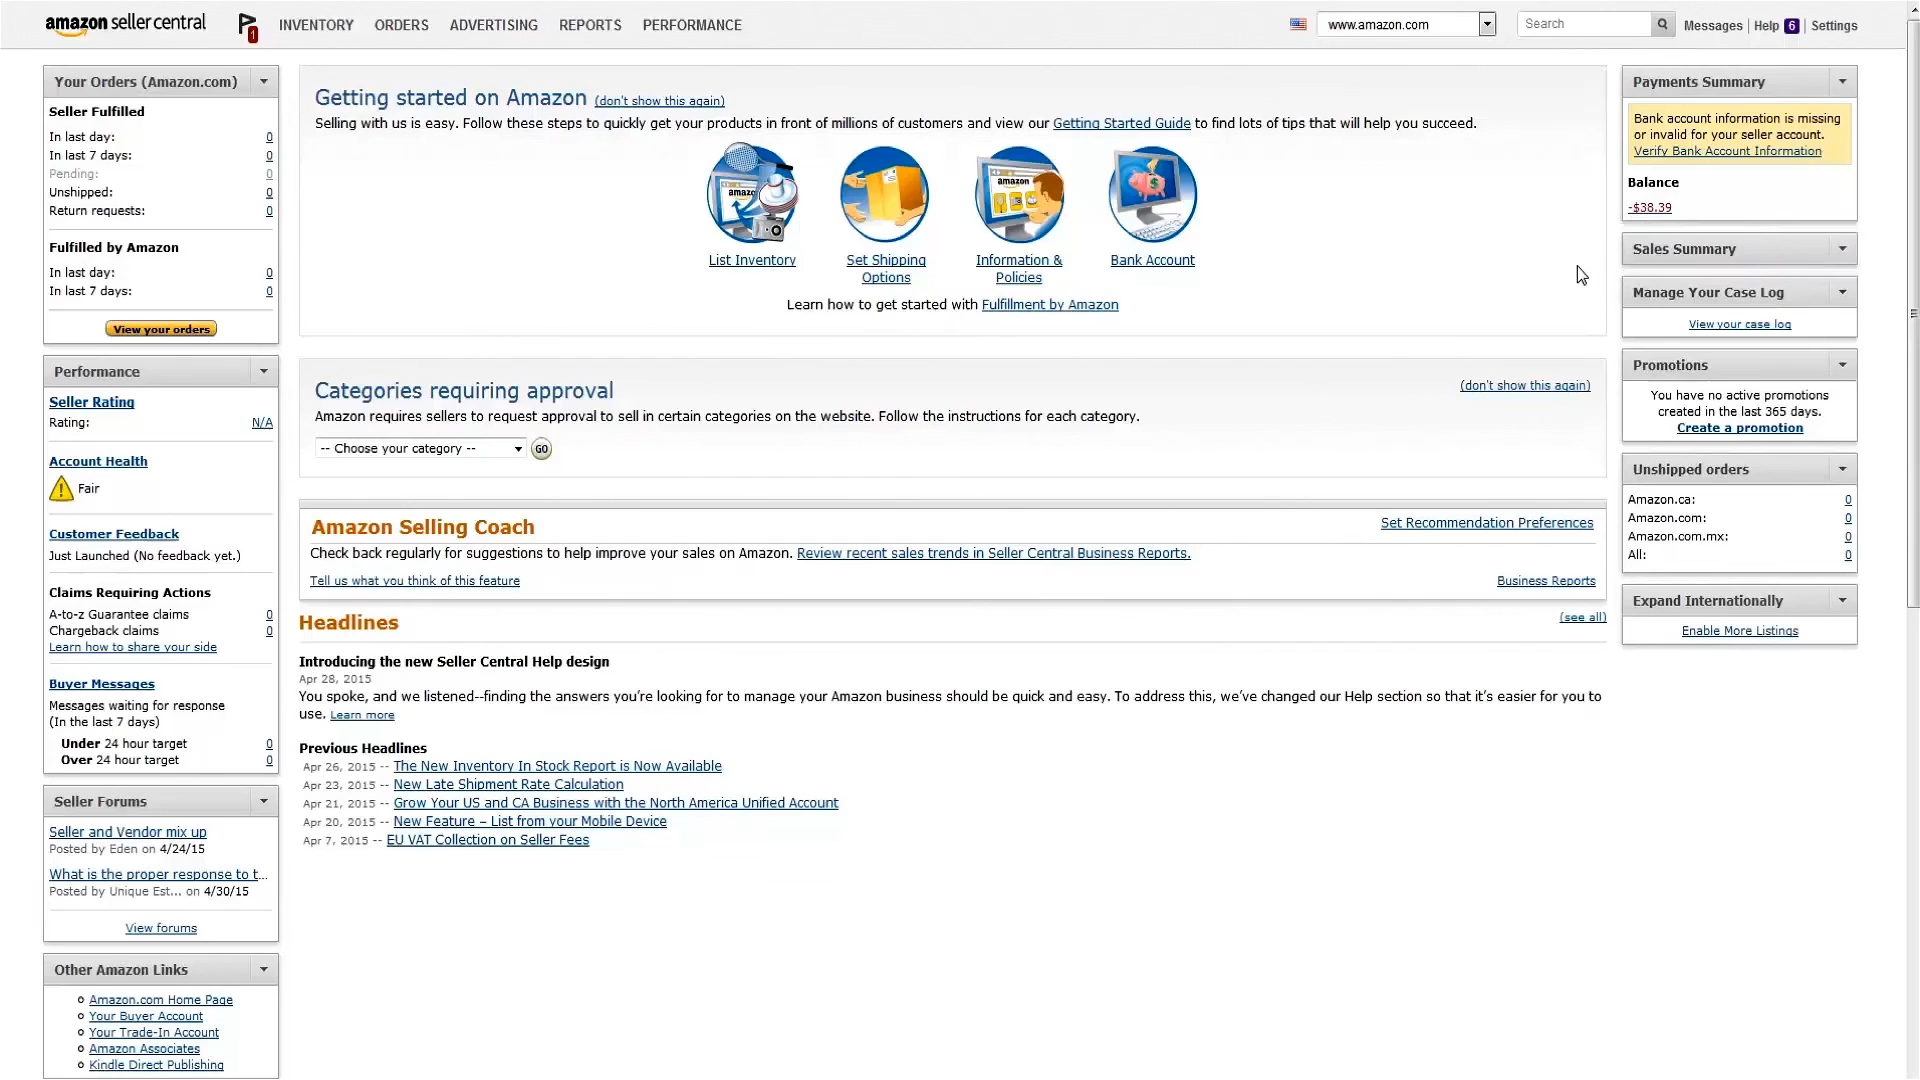 amazon seller central
1
INVENTORY
ORDERS
ADVERTISING
REPORTS
PERFORMANCE
www.amazon.com
Search
Messages | Help 6 | Settings
Your Orders (Amazon.com)
Seller Fulfilled
In last day: 0
In last 7 days: 0
Pending: 0
Unshipped: 0
Return requests: 0
Fulfilled by Amazon
In last day: 0
In last 7 days: 0
View your orders
Performance
Seller Rating
Rating: N/A
Account Health
Fair
Customer Feedback
Just Launched (No feedback yet.)
Claims Requiring Actions
A-to-z Guarantee claims 0
Chargeback claims 0
Learn how to share your side
Buyer Messages
Messages waiting for response
(In the last 7 days)
Under 24 hour target 0
Over 24 hour target 0
Seller Forums
Seller and Vendor mix up
Posted by Eden on 4/24/15
What is the proper response to t...
Posted by Unique Est... on 4/30/15
View forums
Other Amazon Links
Amazon.com Home Page
Your Buyer Account
Your Trade-In Account
Amazon Associates
Kindle Direct Publishing
Getting started on Amazon (don't show this again)
Selling with us is easy. Follow these steps to quickly get your products in front of millions of customers and view our Getting Started Guide to find lots of tips that will help you succeed.
amazon
amazon
List Inventory
Set Shipping
Options
Information &
Policies
Bank Account
Learn how to get started with Fulfillment by Amazon
Categories requiring approval
(don't show this again)
Amazon requires sellers to request approval to sell in certain categories on the website. Follow the instructions for each category.
-- Choose your category --
GO
Amazon Selling Coach
Set Recommendation Preferences
Check back regularly for suggestions to help improve your sales on Amazon. Review recent sales trends in Seller Central Business Reports.
Tell us what you think of this feature
Business Reports
Headlines
(see all)
Introducing the new Seller Central Help design
Apr 28, 2015
You spoke, and we listened--finding the answers you're looking for to manage your Amazon business should be quick and easy. To address this, we've changed our Help section so that it's easier for you to
use. Learn more
Previous Headlines
Apr 26, 2015 -- The New Inventory In Stock Report is Now Available
Apr 23, 2015 -- New Late Shipment Rate Calculation
Apr 21, 2015 -- Grow Your US and CA Business with the North America Unified Account
Apr 20, 2015 -- New Feature – List from your Mobile Device
Apr 7, 2015 -- EU VAT Collection on Seller Fees
Payments Summary
Bank account information is missing
or invalid for your seller account.
Verify Bank Account Information
Balance
-$38.39
Sales Summary
Manage Your Case Log
View your case log
Promotions
You have no active promotions
created in the last 365 days.
Create a promotion
Unshipped orders
Amazon.ca: 0
Amazon.com: 0
Amazon.com.mx: 0
All: 0
Expand Internationally
Enable More Listings